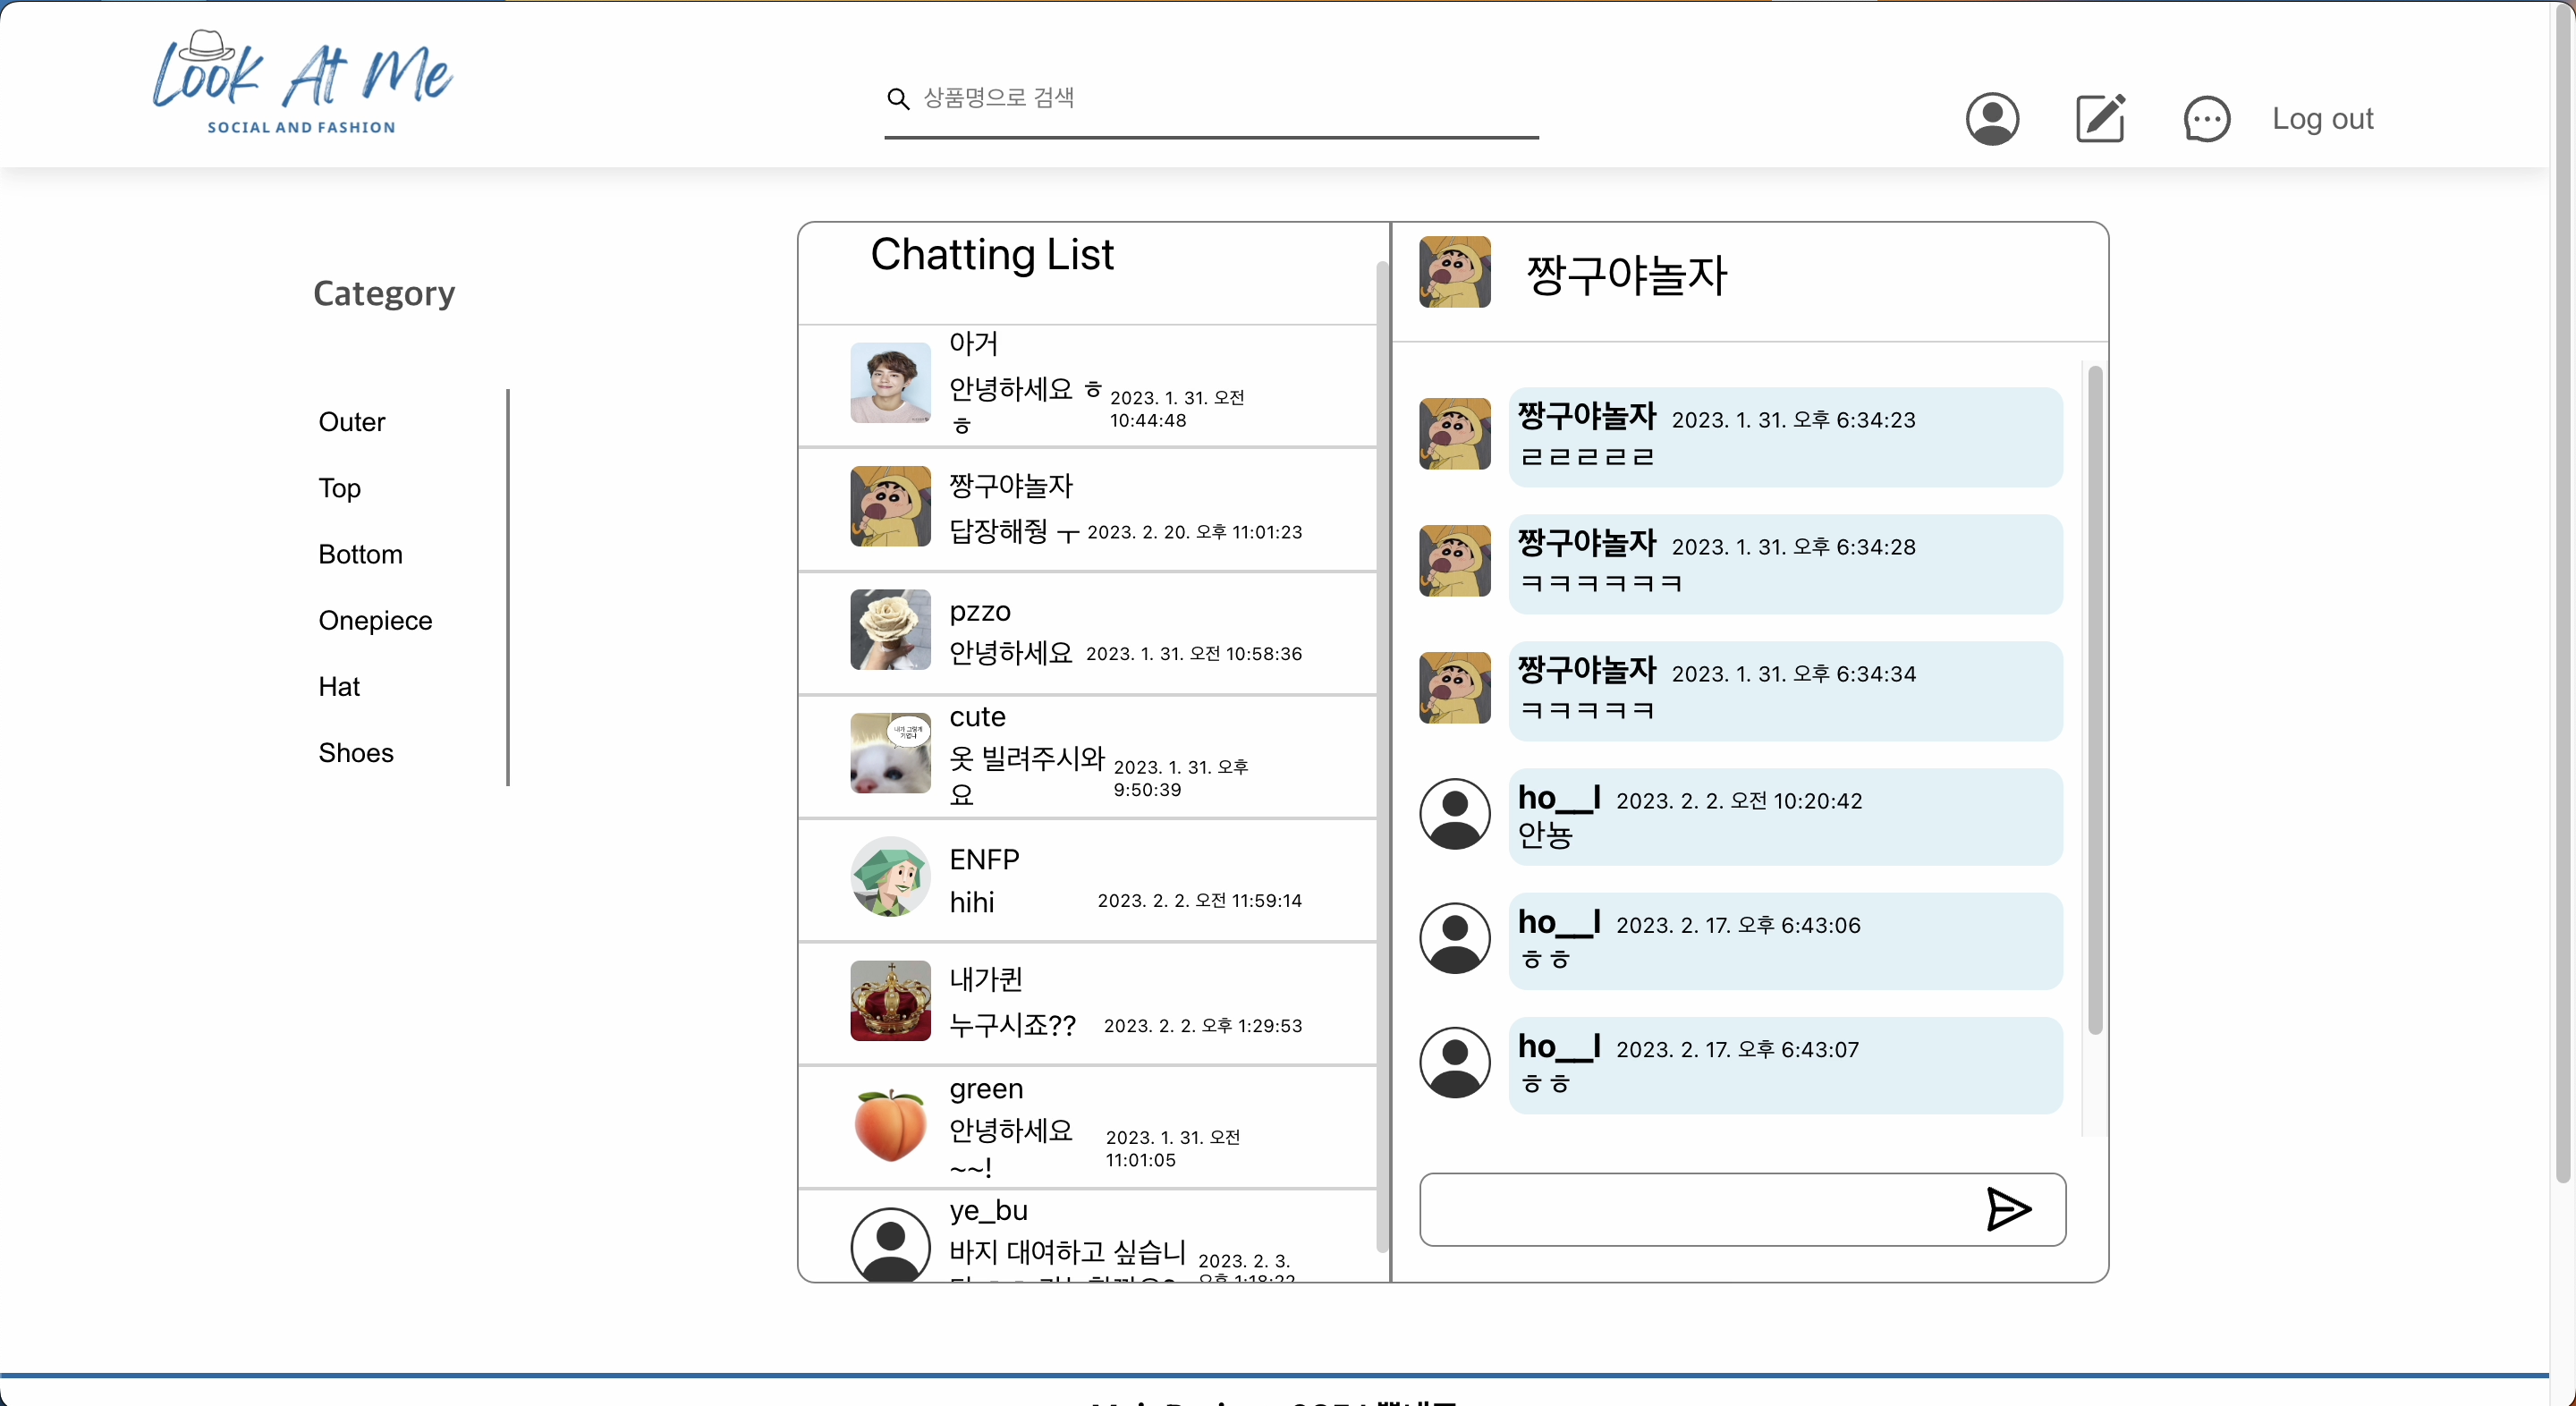 Look At Me
SOCIAL AND FASHION
상품명으로 검색
Log out
Category
Outer
Top
Bottom
Onepiece
Hat
Shoes
Chatting List
아거
안녕하세요 ㅎ
ㅎ
2023. 1. 31. 오전
10:44:48
짱구야놀자
답장해줭 ㅜ 2023. 2. 20. 오후 11:01:23
pzzo
안녕하세요 2023. 1. 31. 오전 10:58:36
cute
옷 빌려주시와
요
2023. 1. 31. 오후
9:50:39
ENFP
hihi 2023. 2. 2. 오전 11:59:14
내가퀸
누구시죠?? 2023. 2. 2. 오후 1:29:53
green
안녕하세요
~~!
2023. 1. 31. 오전
11:01:05
ye_bu
바지 대여하고 싶습니
2023. 2. 3.
오후 1:18:22
짱구야놀자
짱구야놀자 2023. 1. 31. 오후 6:34:23
ㄹㄹㄹㄹㄹ
짱구야놀자 2023. 1. 31. 오후 6:34:28
ㅋㅋㅋㅋㅋㅋ
짱구야놀자 2023. 1. 31. 오후 6:34:34
ㅋㅋㅋㅋㅋ
ho__l 2023. 2. 2. 오전 10:20:42
안뇽
ho__l 2023. 2. 17. 오후 6:43:06
ㅎㅎ
ho__l 2023. 2. 17. 오후 6:43:07
ㅎㅎ